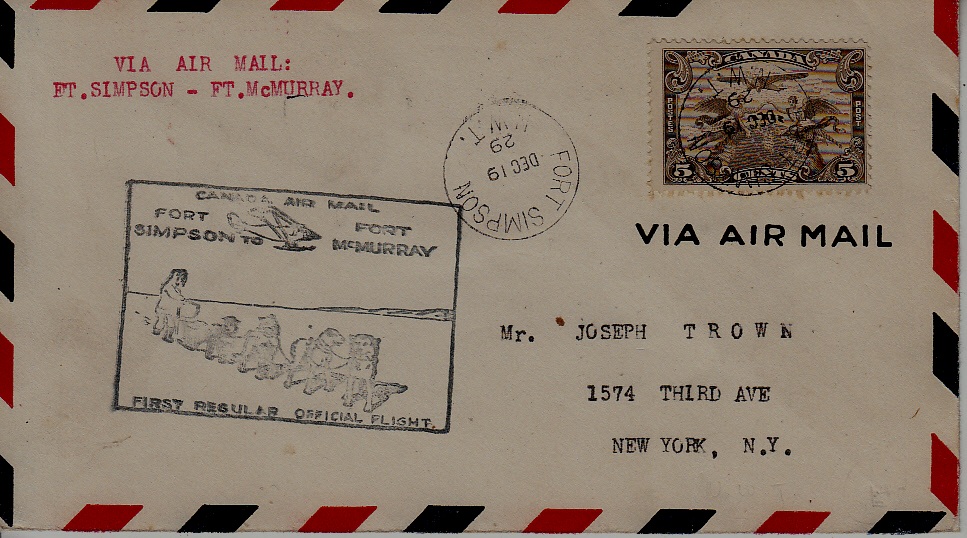 VIA AIR MAIL:
FT.SIMPSON - FT.McMURRAY.
CANADA
POSTES
POST
5 CENTS 5
FORT SIMPSON
N.W.T.
DEC 19
29
CANADA AIR MAIL
FORT SIMPSON TO
FORT McMURRAY
FIRST REGULAR OFFICIAL FLIGHT.
VIA AIR MAIL
Mr. JOSEPH T R O W N
1574 THIRD AVE
NEW YORK, N.Y.